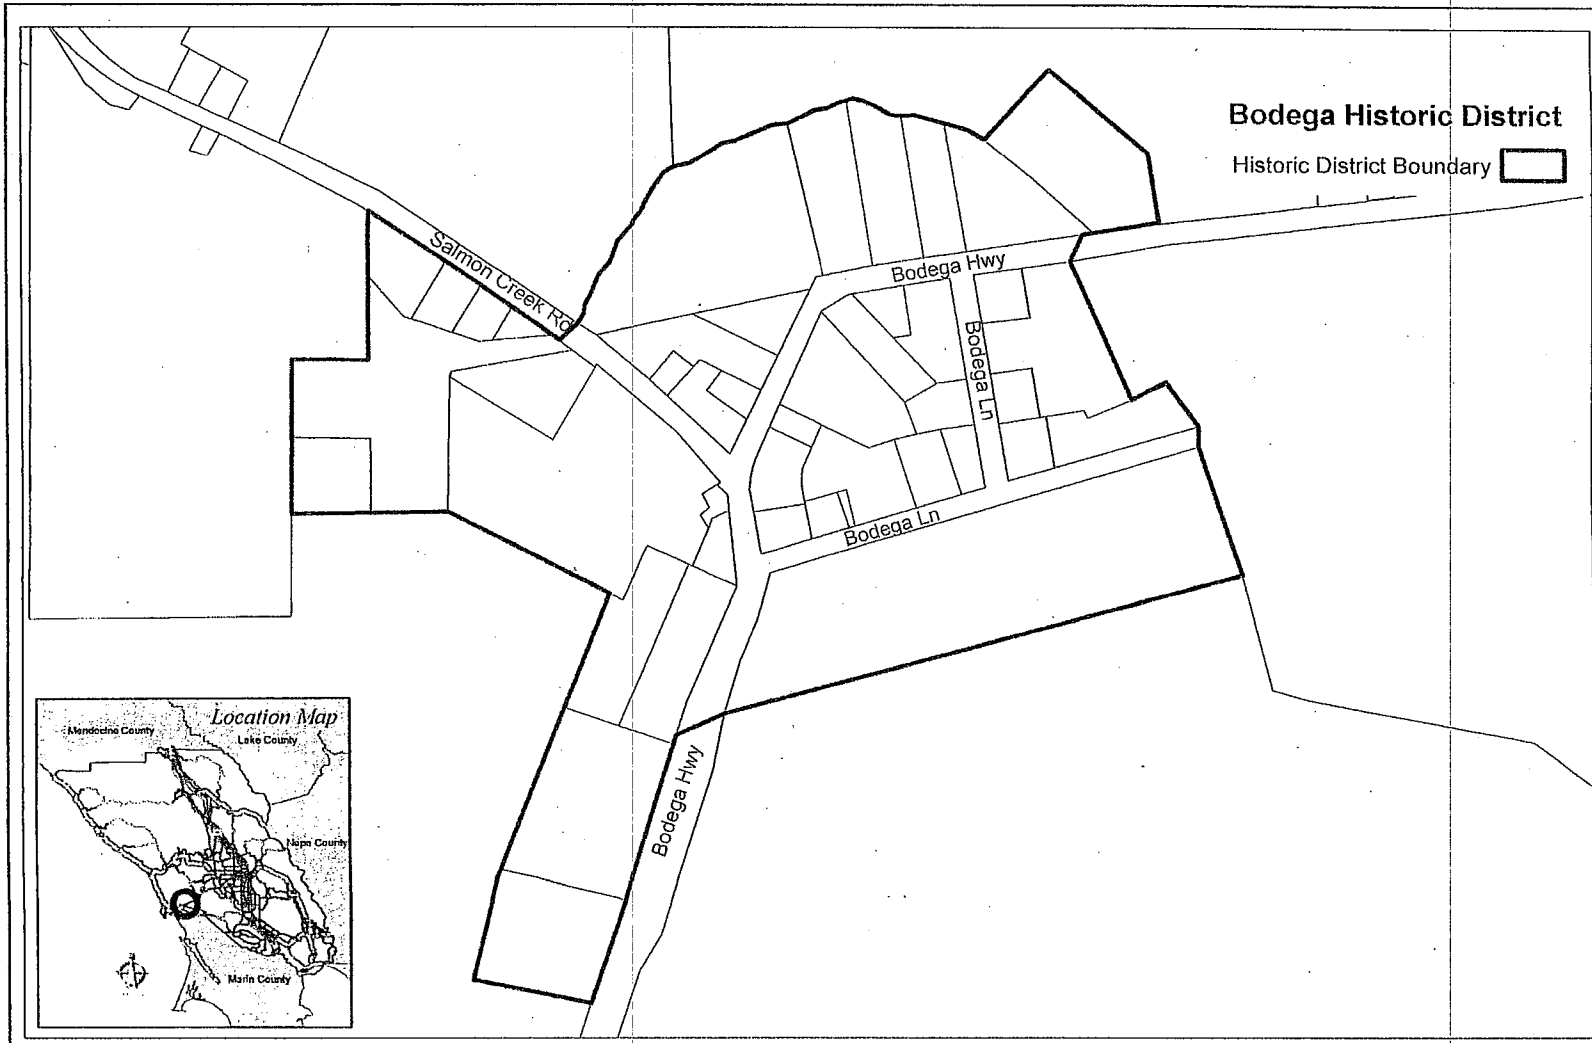 Bodega Historic District
Historic District Boundary
Salmon Creek Rd
Bodega Hwy
Bodega Ln
Bodega Ln
Bodega Hwy
Location Map
Mendocino County
Lake County
Napa County
Marin County